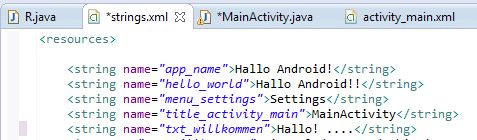 R.java *strings.xml *MainActivity.java activity_main.xml
<resources>
<string name="app_name">Hallo Android!</string>
<string name="hello_world">Hallo Android!!</string>
<string name="menu_settings">Settings</string>
<string name="title_activity_main">MainActivity</string>
<string name="txt_willkommen">Hallo! ....</string>